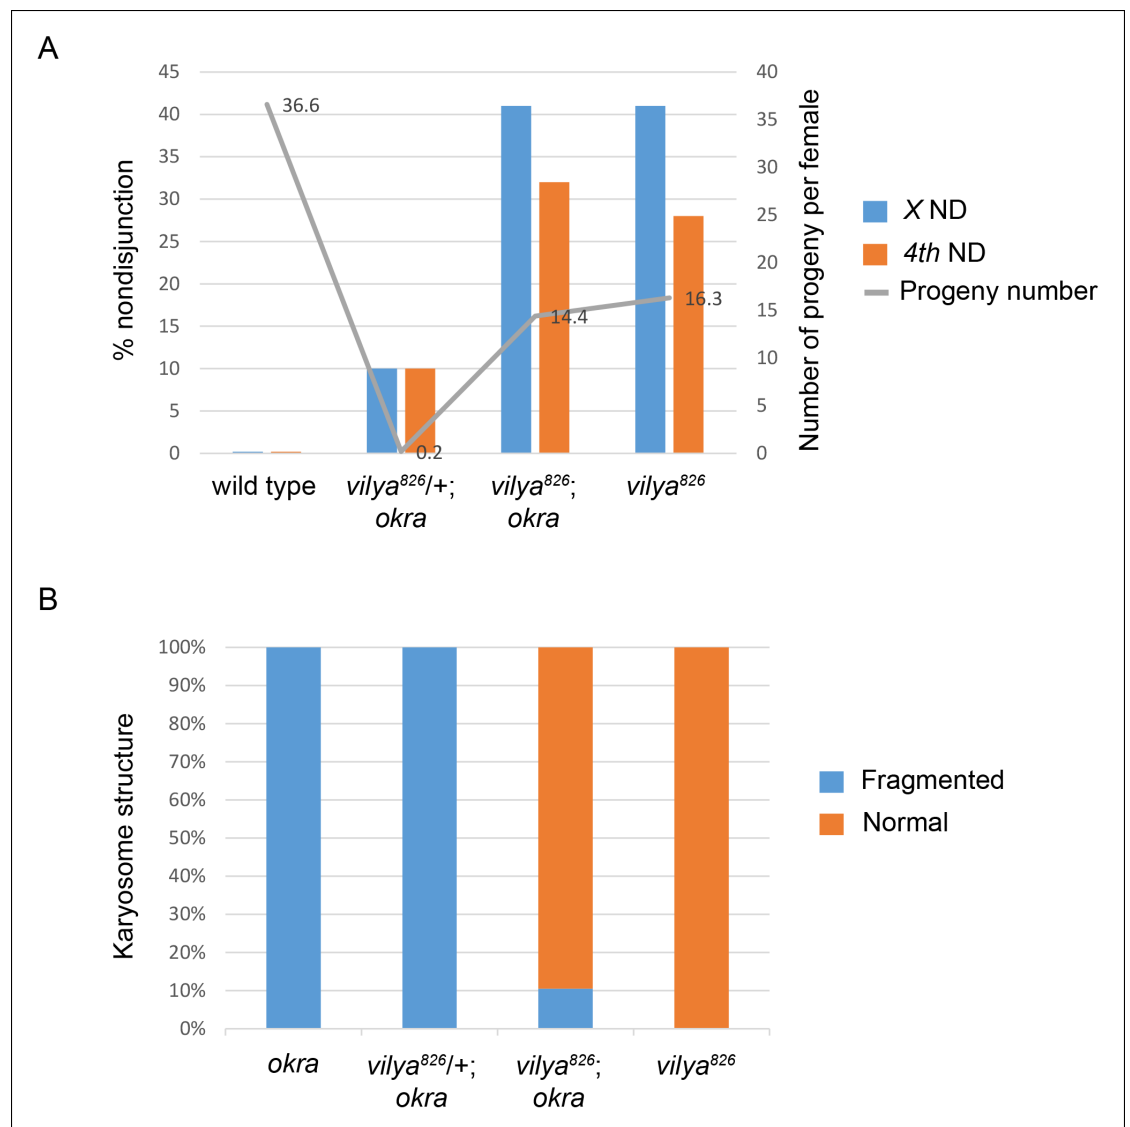 A
45
40
35
30
25
20
15
10
5
0
% nondisjunction
40
35
30
25
20
15
10
5
0
Number of progeny per female
36.6
0.2
14.4
16.3
wild type
vilya⁸²⁶/+;
okra
vilya⁸²⁶;
okra
vilya⁸²⁶
X ND
4th ND
Progeny number
B
100%
90%
80%
70%
60%
50%
40%
30%
20%
10%
0%
Karyosome structure
okra
vilya⁸²⁶/+;
okra
vilya⁸²⁶;
okra
vilya⁸²⁶
Fragmented
Normal